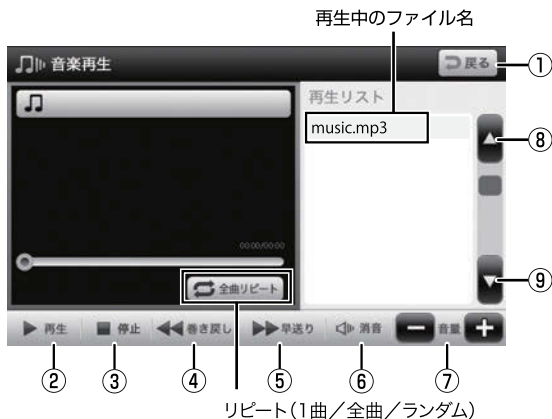 再生中のファイル名
音楽再生
戻る
①
再生リスト
music.mp3
⑧
00:00/00:00
全曲リピート
⑨
再生
停止
巻き戻し
早送り
消音
音量
②
③
④
⑤
⑥
⑦
リピート(1曲/全曲/ランダム)